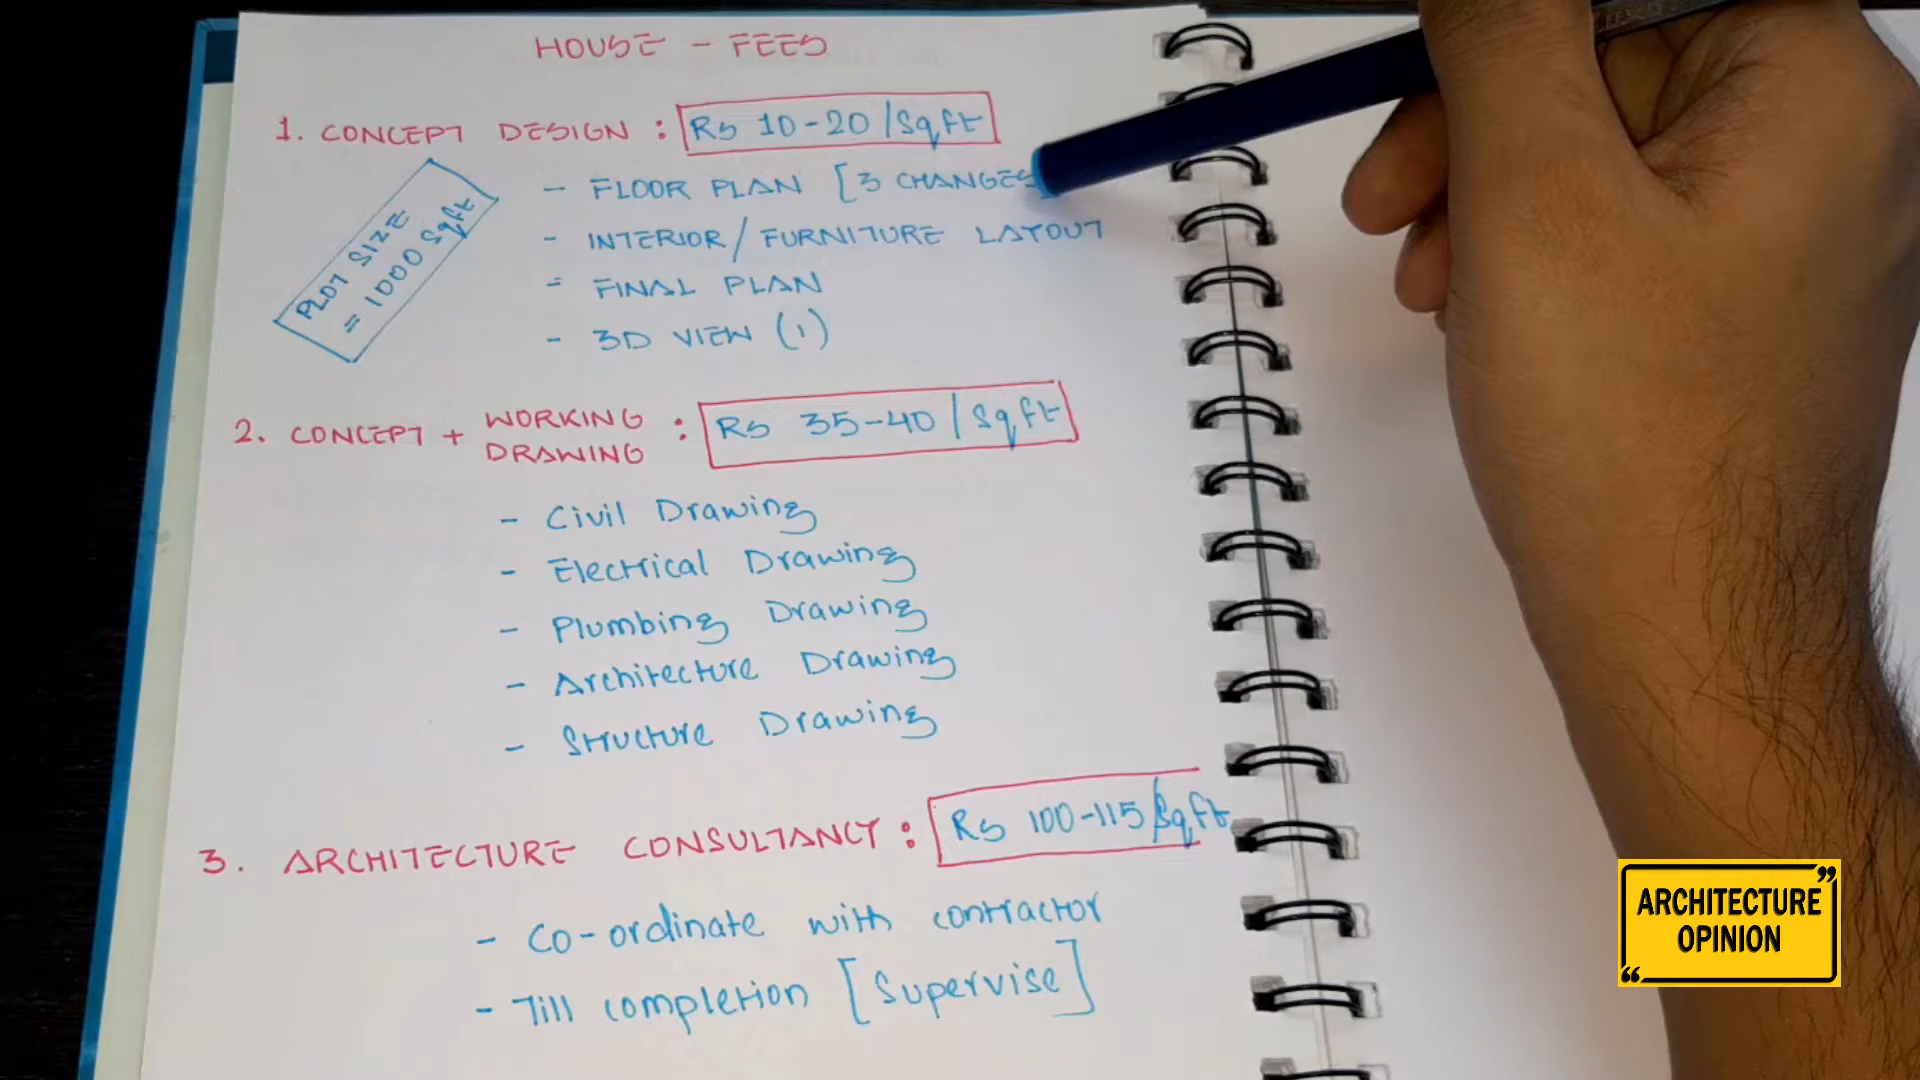 HOUSE - FEES
1. CONCEPT DESIGN : Rs 10-20/Sqft
- FLOOR PLAN [3 CHANGES]
- INTERIOR/FURNITURE LAYOUT
- FINAL PLAN
- 3D VIEW (1)
PLOT SIZE
= 1000 Sqft
2. CONCEPT + WORKING DRAWING : Rs 35-40/Sqft
- Civil Drawing
- Electrical Drawing
- Plumbing Drawing
- Architecture Drawing
- Structure Drawing
3. ARCHITECTURE CONSULTANCY : Rs 100-115/Sqft
- Co-ordinate with contractor
- Till completion [Supervise]
ARCHITECTURE
OPINION